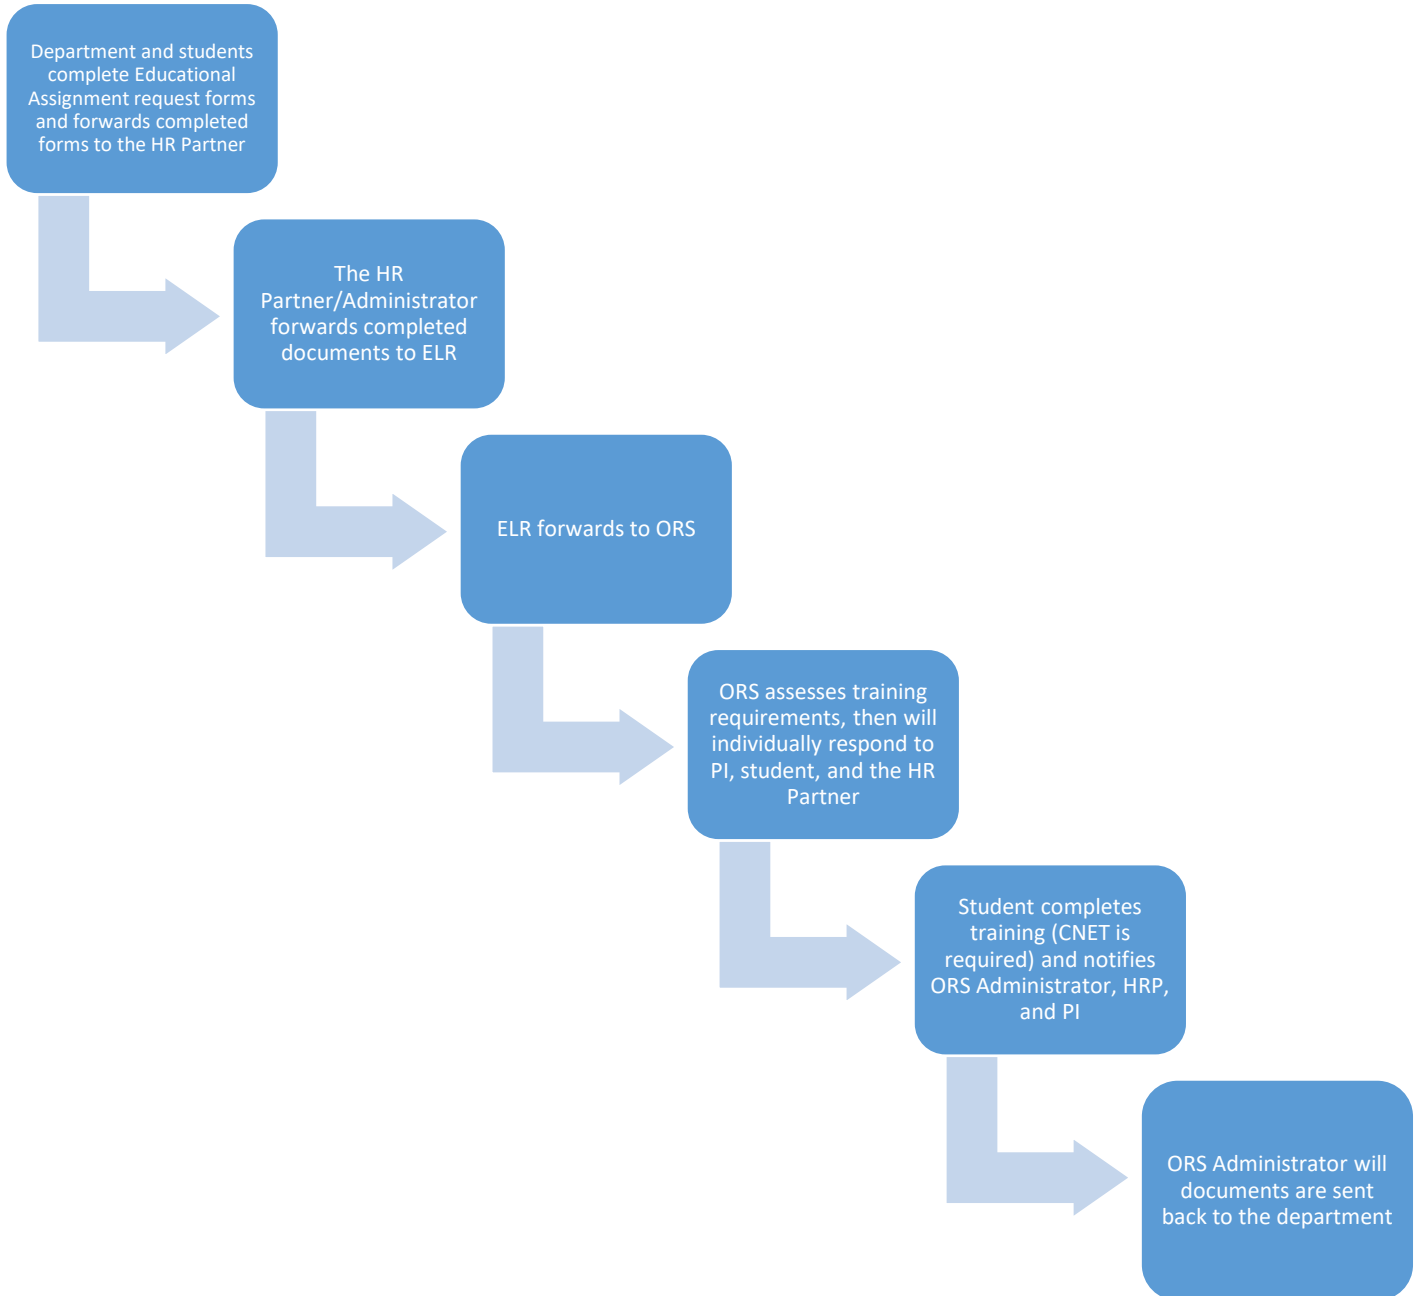 Department and students
complete Educational
Assignment request forms
and forwards completed
forms to the HR Partner
The HR
Partner/Administrator
forwards completed
documents to ELR
ELR forwards to ORS
ORS assesses training
requirements, then will
individually respond to
PI, student, and the HR
Partner
Student completes
training (CNET is
required) and notifies
ORS Administrator, HRP,
and PI
ORS Administrator will
documents are sent
back to the department